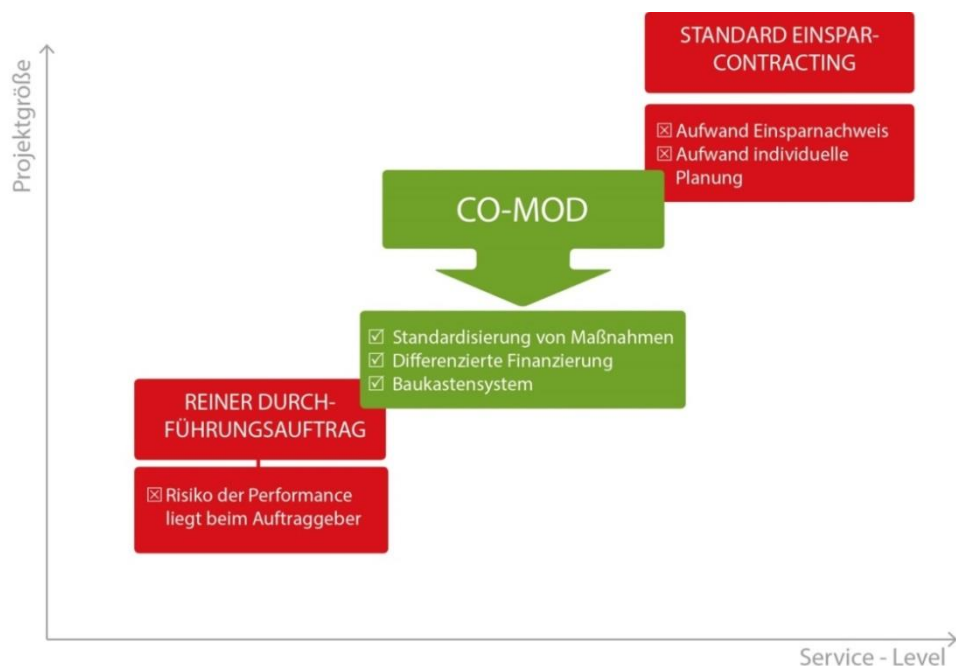 Projektgröße
STANDARD EINSPAR-
CONTRACTING
☒ Aufwand Einsparnachweis
☒ Aufwand individuelle
Planung
CO-MOD
☑ Standardisierung von Maßnahmen
☑ Differenzierte Finanzierung
☑ Baukastensystem
REINER DURCH-
FÜHRUNGSAUFTRAG
☒ Risiko der Performance
liegt beim Auftraggeber
Service - Level